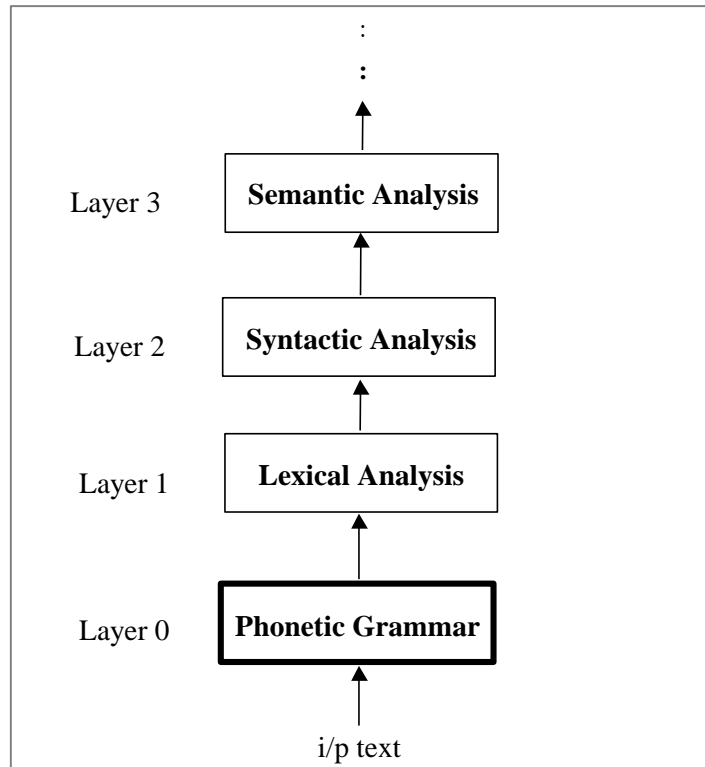 :
:
Semantic Analysis
Layer 3
Syntactic Analysis
Layer 2
Lexical Analysis
Layer 1
Phonetic Grammar
Layer 0
i/p text